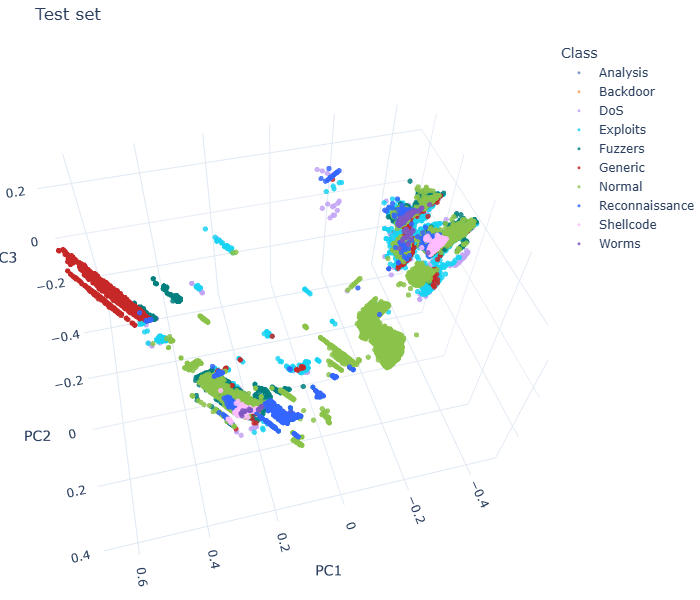 Test set
Class
Analysis
Backdoor
DoS
Exploits
Fuzzers
Generic
Normal
Reconnaissance
Shellcode
Worms
0.2
0
C3
−0.2
−0.4
−0.2
PC2
0
0.2
0.4
0.6
0.4
0.2
0
−0.2
−0.4
PC1